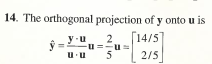 14. The orthogonal projection of y onto u is
ŷ = (y·u / u·u) u = (2/5) u = [14/5
2/5]